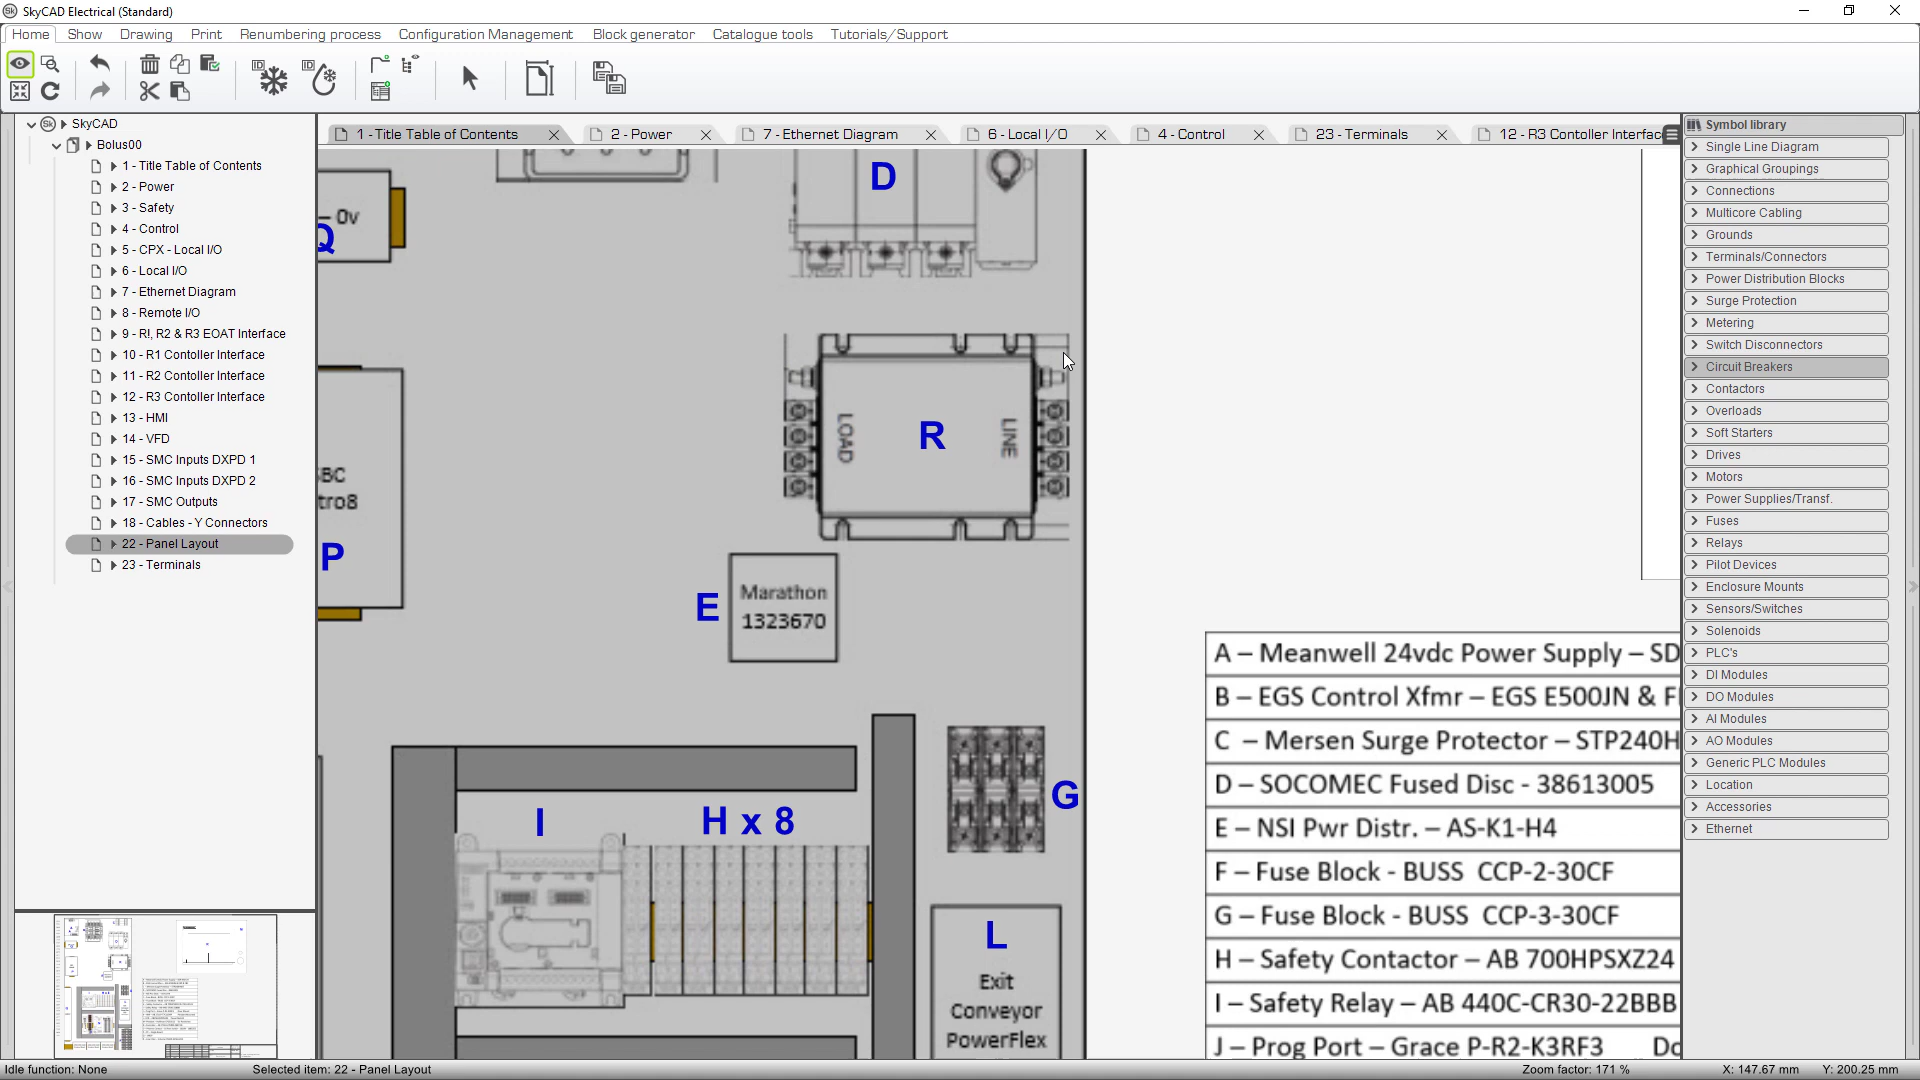 SkyCAD Electrical (Standard)
Home Show Drawing Print Renumbering process Configuration Management Block generator Catalogue tools Tutorials/Support
ID ID
SkyCAD
Bolus00
1 - Title Table of Contents
2 - Power
3 - Safety
4 - Control
5 - CPX - Local I/O
6 - Local I/O
7 - Ethernet Diagram
8 - Remote I/O
9 - R!, R2 & R3 EOAT Interface
10 - R1 Contoller Interface
11 - R2 Contoller Interface
12 - R3 Contoller Interface
13 - HMI
14 - VFD
15 - SMC Inputs DXPD 1
16 - SMC Inputs DXPD 2
17 - SMC Outputs
18 - Cables - Y Connectors
22 - Panel Layout
23 - Terminals
1 - Title Table of Contents 2 - Power 7 - Ethernet Diagram 6 - Local I/O 4 - Control 23 - Terminals 12 - R3 Contoller Interfac
– 0v
Q
D
LOAD
R
LINE
BC
tro8
P
E
Marathon
1323670
G
I
H x 8
L
Exit
Conveyor
PowerFlex
A – Meanwell 24vdc Power Supply – SD
B – EGS Control Xfmr – EGS E500JN & F
C – Mersen Surge Protector – STP240H
D – SOCOMEC Fused Disc - 38613005
E – NSI Pwr Distr. – AS-K1-H4
F – Fuse Block - BUSS CCP-2-30CF
G – Fuse Block - BUSS CCP-3-30CF
H – Safety Contactor – AB 700HPSXZ24
I – Safety Relay – AB 440C-CR30-22BBB
J – Prog Port – Grace P-R2-K3RF3 Do
Symbol library
Single Line Diagram
Graphical Groupings
Connections
Multicore Cabling
Grounds
Terminals/Connectors
Power Distribution Blocks
Surge Protection
Metering
Switch Disconnectors
Circuit Breakers
Contactors
Overloads
Soft Starters
Drives
Motors
Power Supplies/Transf.
Fuses
Relays
Pilot Devices
Enclosure Mounts
Sensors/Switches
Solenoids
PLC's
DI Modules
DO Modules
AI Modules
AO Modules
Generic PLC Modules
Location
Accessories
Ethernet
Idle function: None
Selected item: 22 - Panel Layout
Zoom factor: 171 %
X: 147.67 mm
Y: 200.25 mm